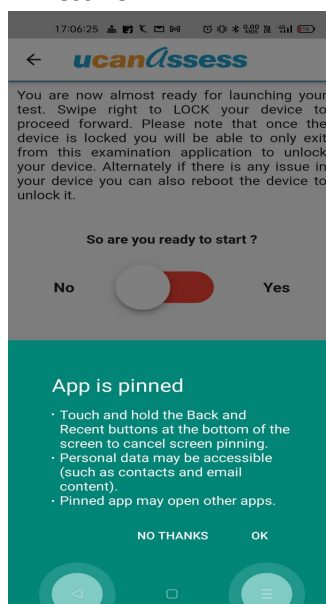 17:06:25
0.00
ucanAssess
You are now almost ready for launching your
test. Swipe right to LOCK your device to
proceed forward. Please note that once the
device is locked you will be able to only exit
from this examination application to unlock
your device. Alternately if there is any issue in
your device you can also reboot the device to
unlock it.
So are you ready to start ?
No
Yes
App is pinned
· Touch and hold the Back and
Recent buttons at the bottom of the
screen to cancel screen pinning.
· Personal data may be accessible
(such as contacts and email
content).
· Pinned app may open other apps.
NO THANKS
OK